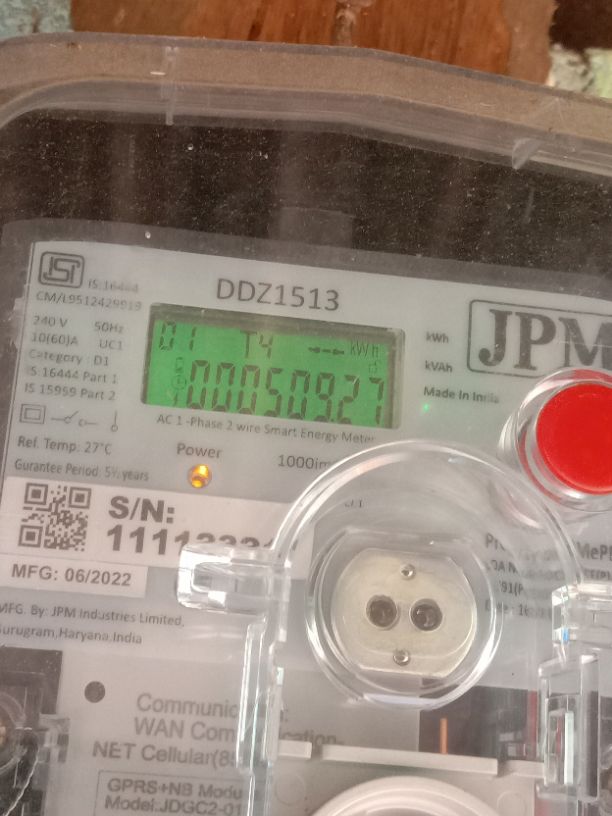 IS:16444
CM/L9512429919
DDZ1513
240 V 50Hz
10(60)A UC1
Category : D1
IS 16444 Part 1
IS 15959 Part 2
Ref. Temp: 27°C
Gurantee Period: 5½ years
01 T4 kWh
00050927
kWh
kVAh
Made in India
JPM
AC 1 -Phase 2 wire Smart Energy Meter
Power
1000im
S/N:
MFG: 06/2022
MFG. By: JPM Industries Limited,
Gurugram,Haryana.India
WAN
NET Cellular
GPRS+NB
Model:JDGC2-01